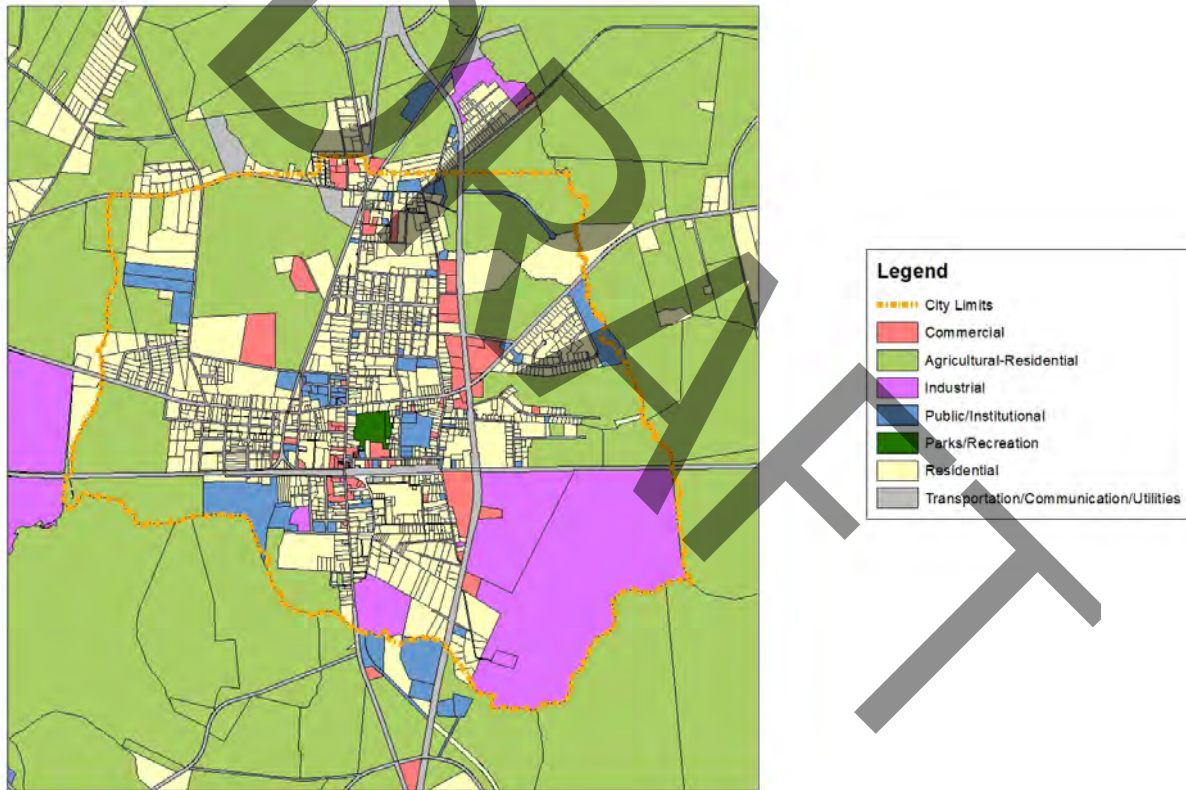 DRAFT
Legend
City Limits
Commercial
Agricultural-Residential
Industrial
Public/Institutional
Parks/Recreation
Residential
Transportation/Communication/Utilities